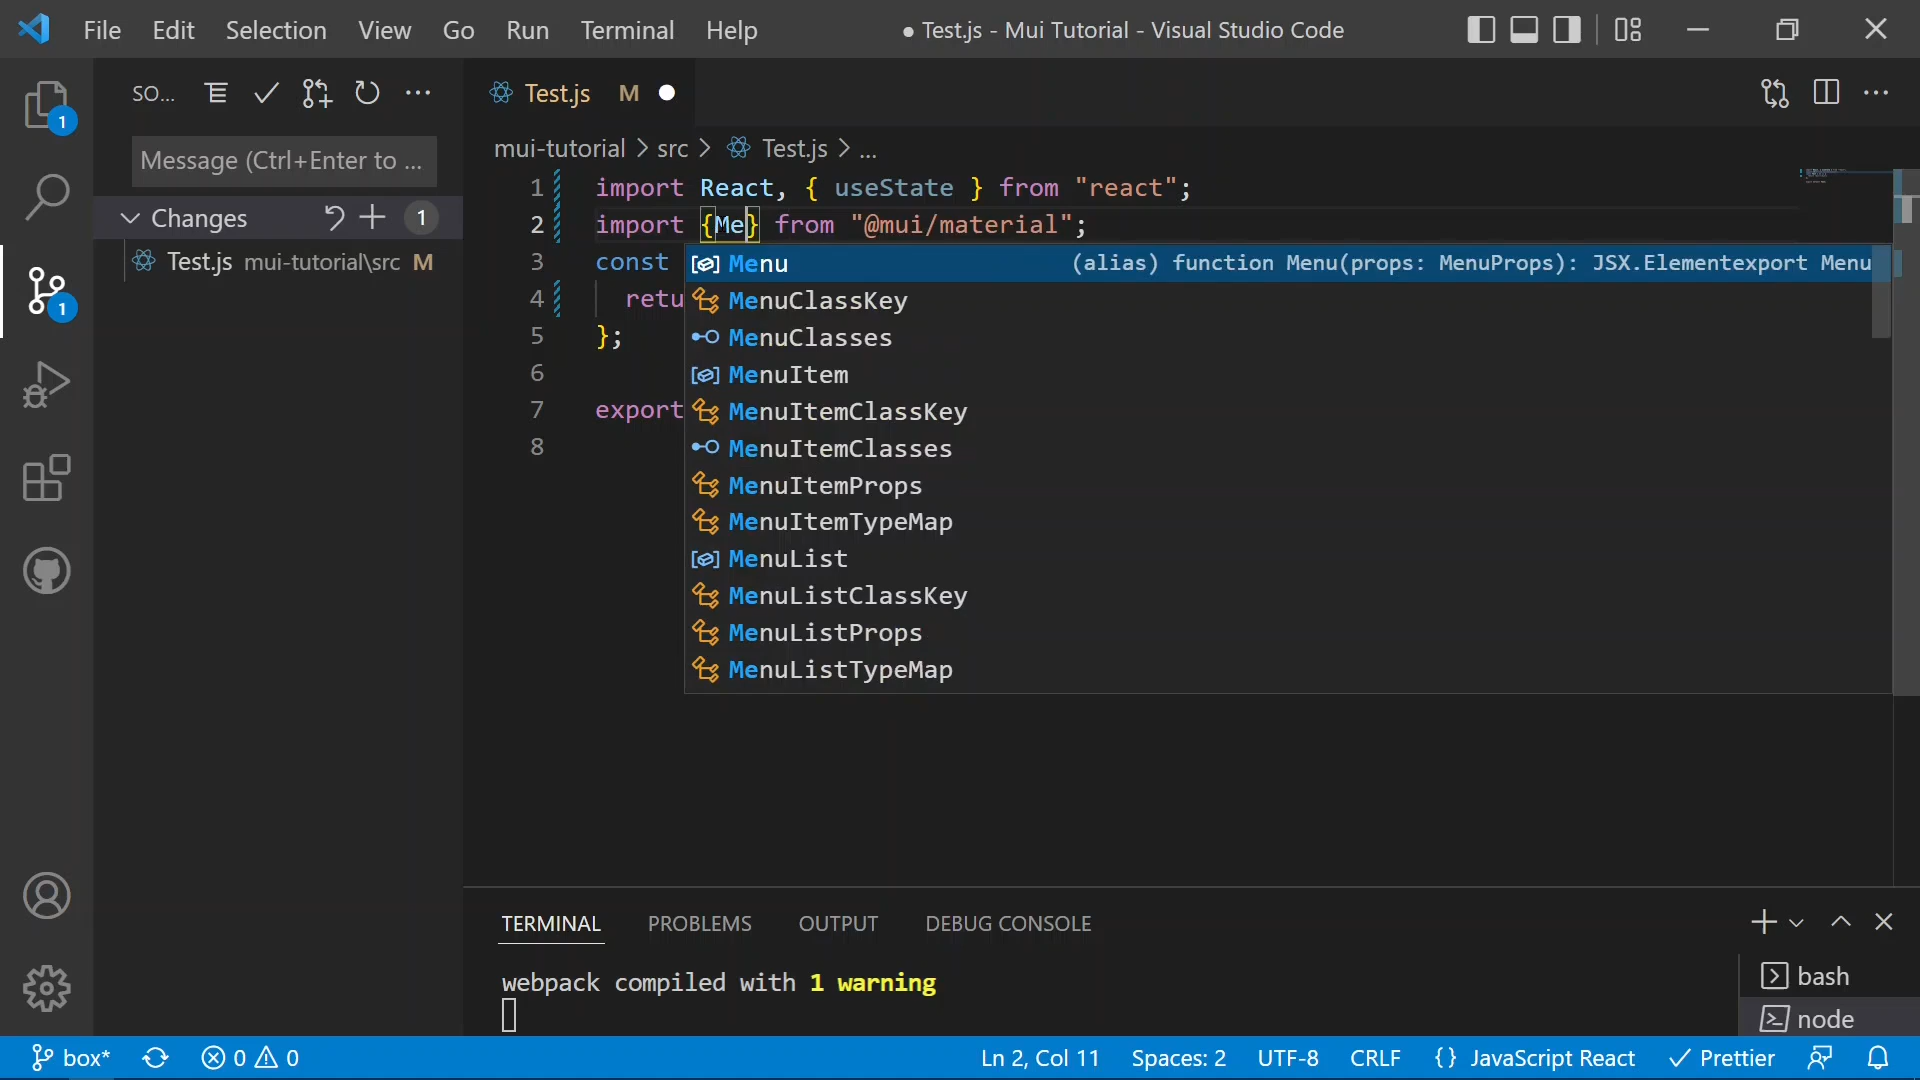 File Edit Selection View Go Run Terminal Help
● Test.js - Mui Tutorial - Visual Studio Code
1
SO...
Message (Ctrl+Enter to ...
Changes 1
Test.js mui-tutorial\src M
1
Test.js M
mui-tutorial > src > Test.js > ...
1 import React, { useState } from "react";
2 import {Me} from "@mui/material";
3 const
4 retu
5 };
6
7 export
8
Menu (alias) function Menu(props: MenuProps): JSX.Elementexport Menu
MenuClassKey
MenuClasses
MenuItem
MenuItemClassKey
MenuItemClasses
MenuItemProps
MenuItemTypeMap
MenuList
MenuListClassKey
MenuListProps
MenuListTypeMap
TERMINAL PROBLEMS OUTPUT DEBUG CONSOLE
webpack compiled with 1 warning
bash
node
box* 0 0 Ln 2, Col 11 Spaces: 2 UTF-8 CRLF {} JavaScript React Prettier